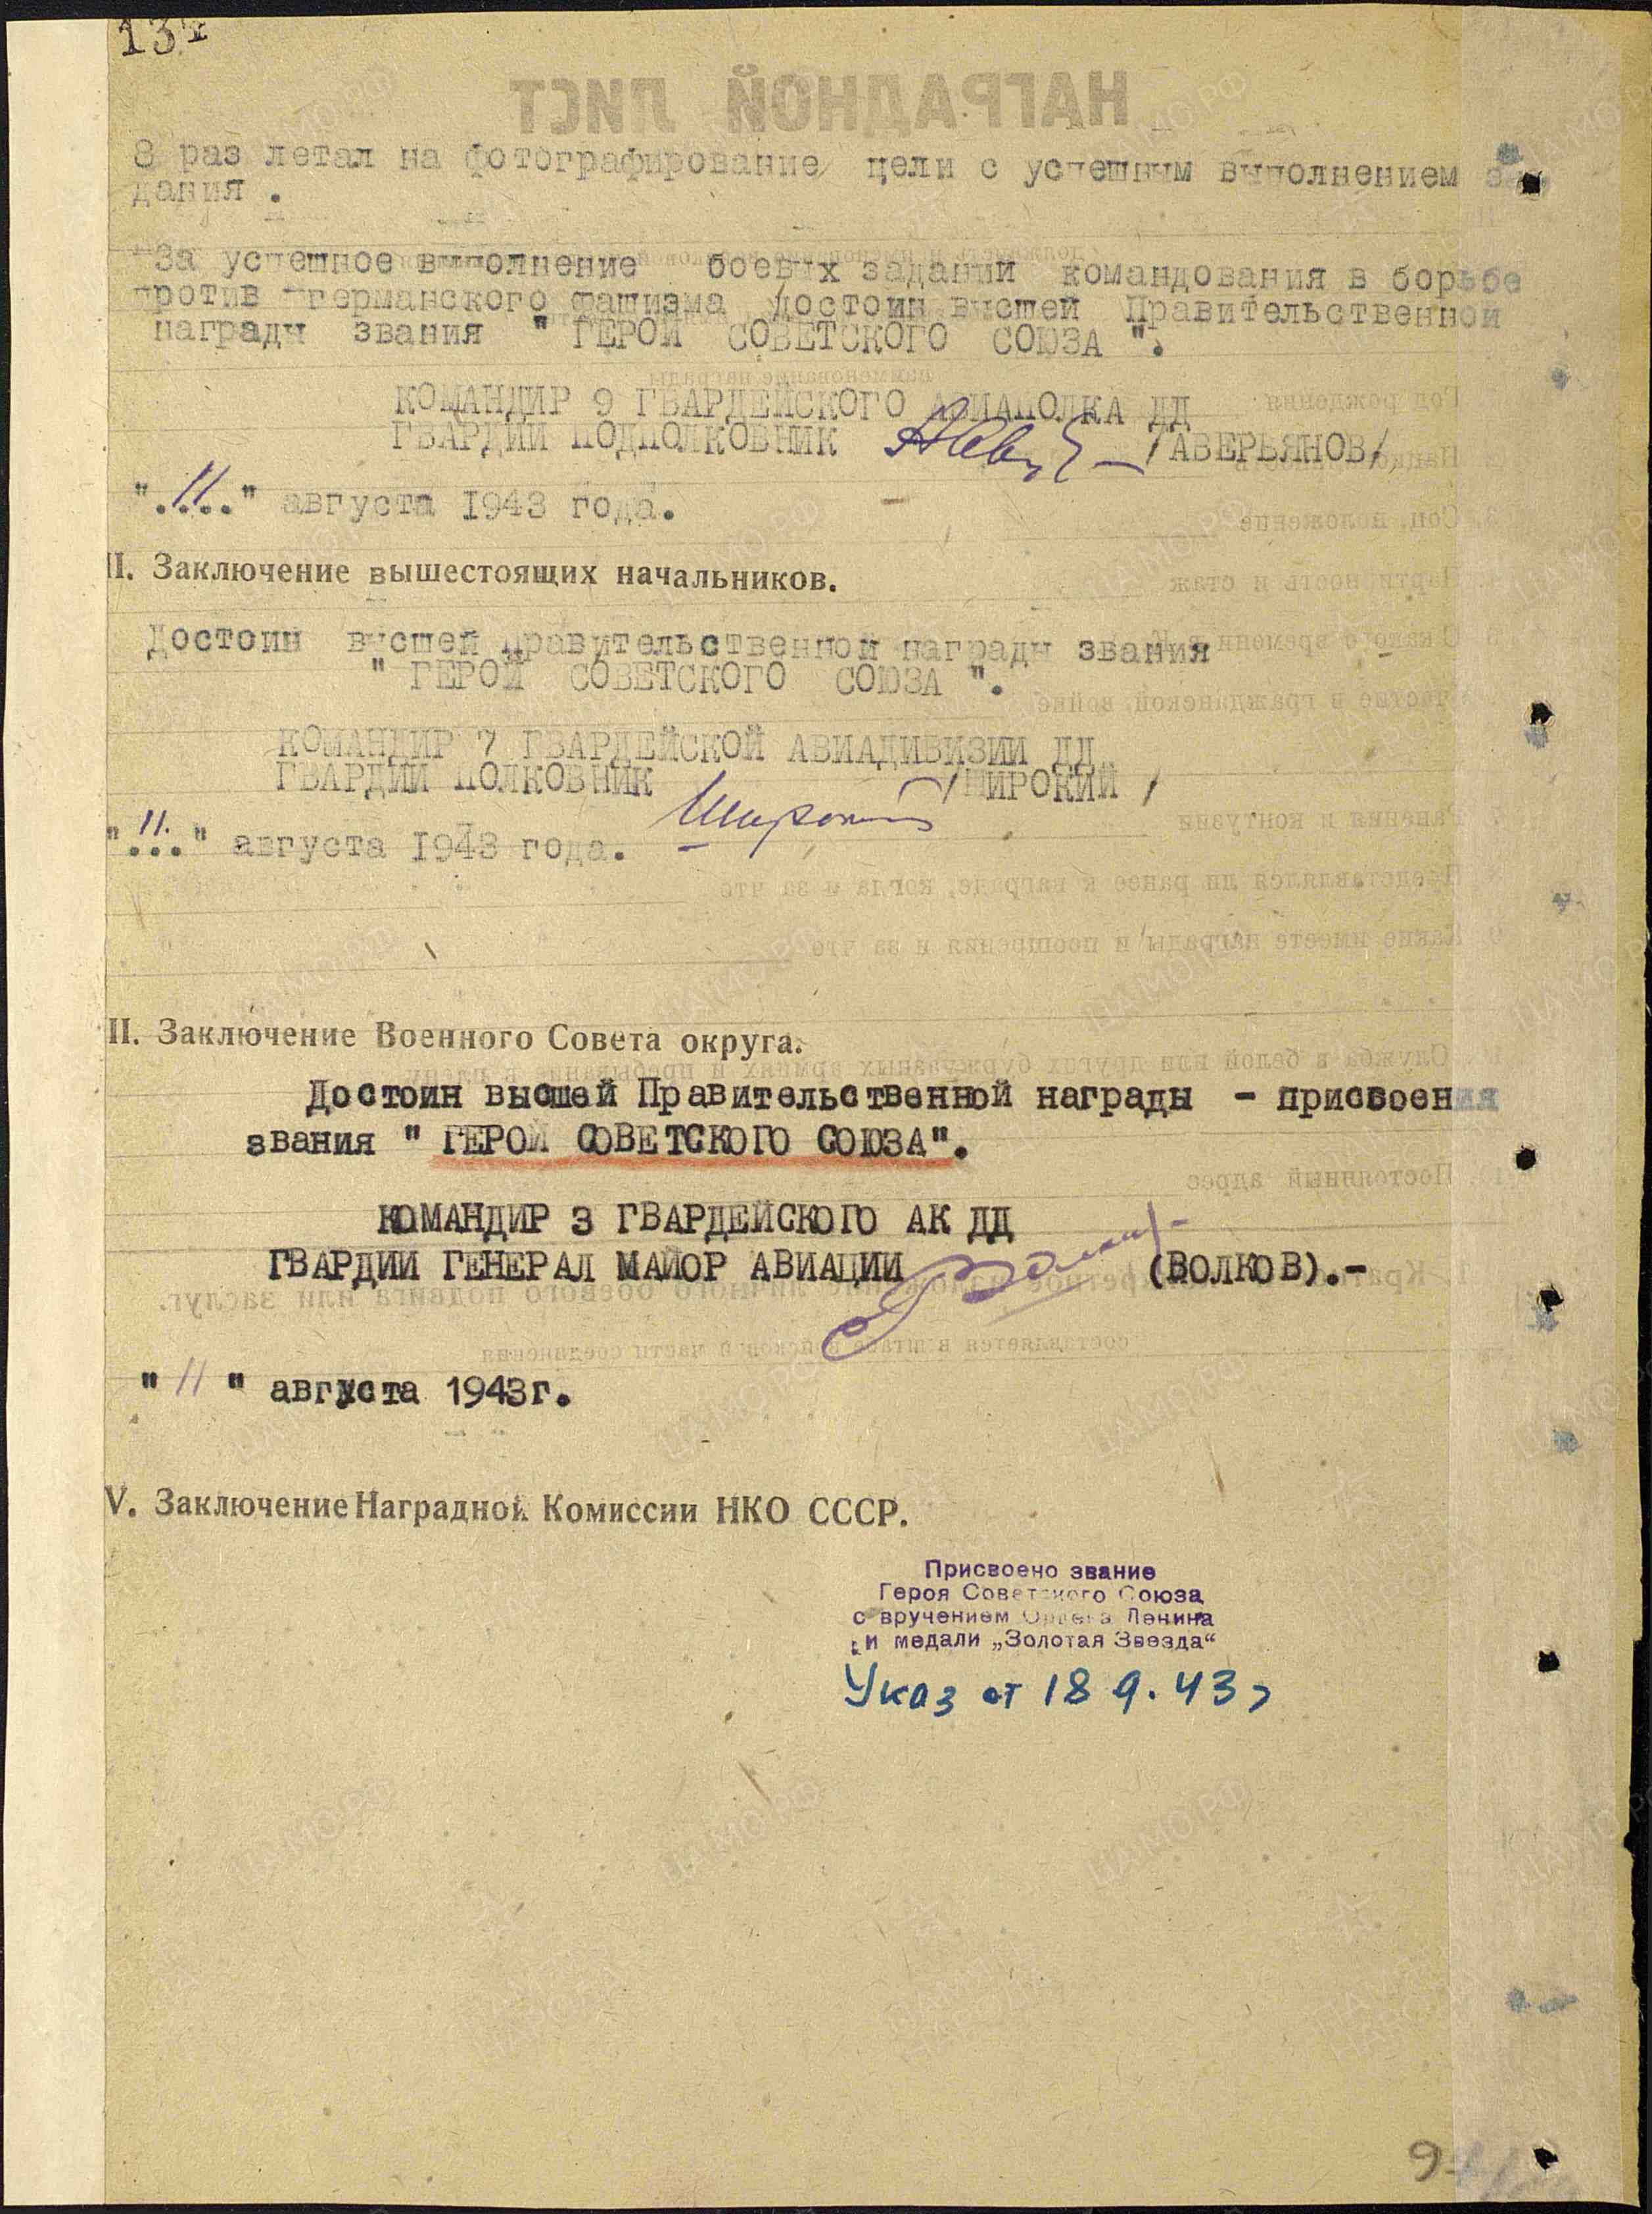 8 раз летал на фотографирование цели с успешным выполнением за
дания .
За успешное выполнение боевых заданий командования в борьбе
против германского фашизма достоин высшей Правительственной
награды звания " ГЕРОЙ СОВЕТСКОГО СОЮЗА ".
КОМАНДИР 9 ГВАРДЕЙСКОГО АВИАПОЛКА ДД
ГВАРДИИ ПОДПОЛКОВНИК /АВЕРЬЯНОВ/
"11" августа 1943 года.
II. Заключение вышестоящих начальников.
Достоин высшей правительственной награды звания
" ГЕРОЙ СОВЕТСКОГО СОЮЗА ".
КОМАНДИР 7 ГВАРДЕЙСКОЙ АВИАДИВИЗИИ ДД
ГВАРДИИ ПОЛКОВНИК /ШИРОКИЙ /
"11." августа 1943 года.
II. Заключение Военного Совета округа.
Достоин высшей Правительственной награды - присвоения
звания " ГЕРОЙ СОВЕТСКОГО СОЮЗА".
КОМАНДИР 3 ГВАРДЕЙСКОГО АК ДД
ГВАРДИИ ГЕНЕРАЛ МАЙОР АВИАЦИИ (ВОЛКОВ).-
" 11 " августа 1943г.
V. Заключение Наградной Комиссии НКО СССР.
Присвоено звание
Героя Советского Союза
с вручением Ордена Ленина
и медали „Золотая Звезда“
Указ от 18 9. 43 г